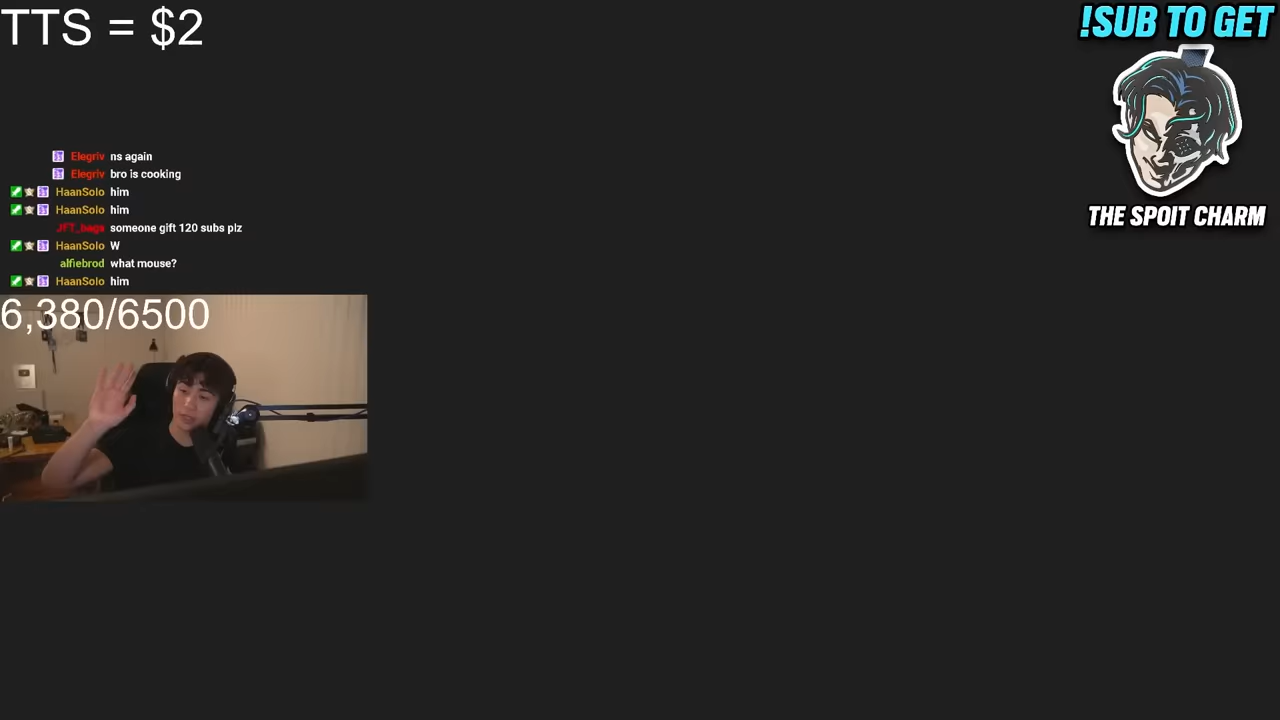 TTS = $2
!SUB TO GET
THE SPOIT CHARM
Elegriv ns again
Elegriv bro is cooking
HaanSolo him
HaanSolo him
JFT_baga someone gift 120 subs plz
HaanSolo W
alfiebrod what mouse?
HaanSolo him
6,380/6500